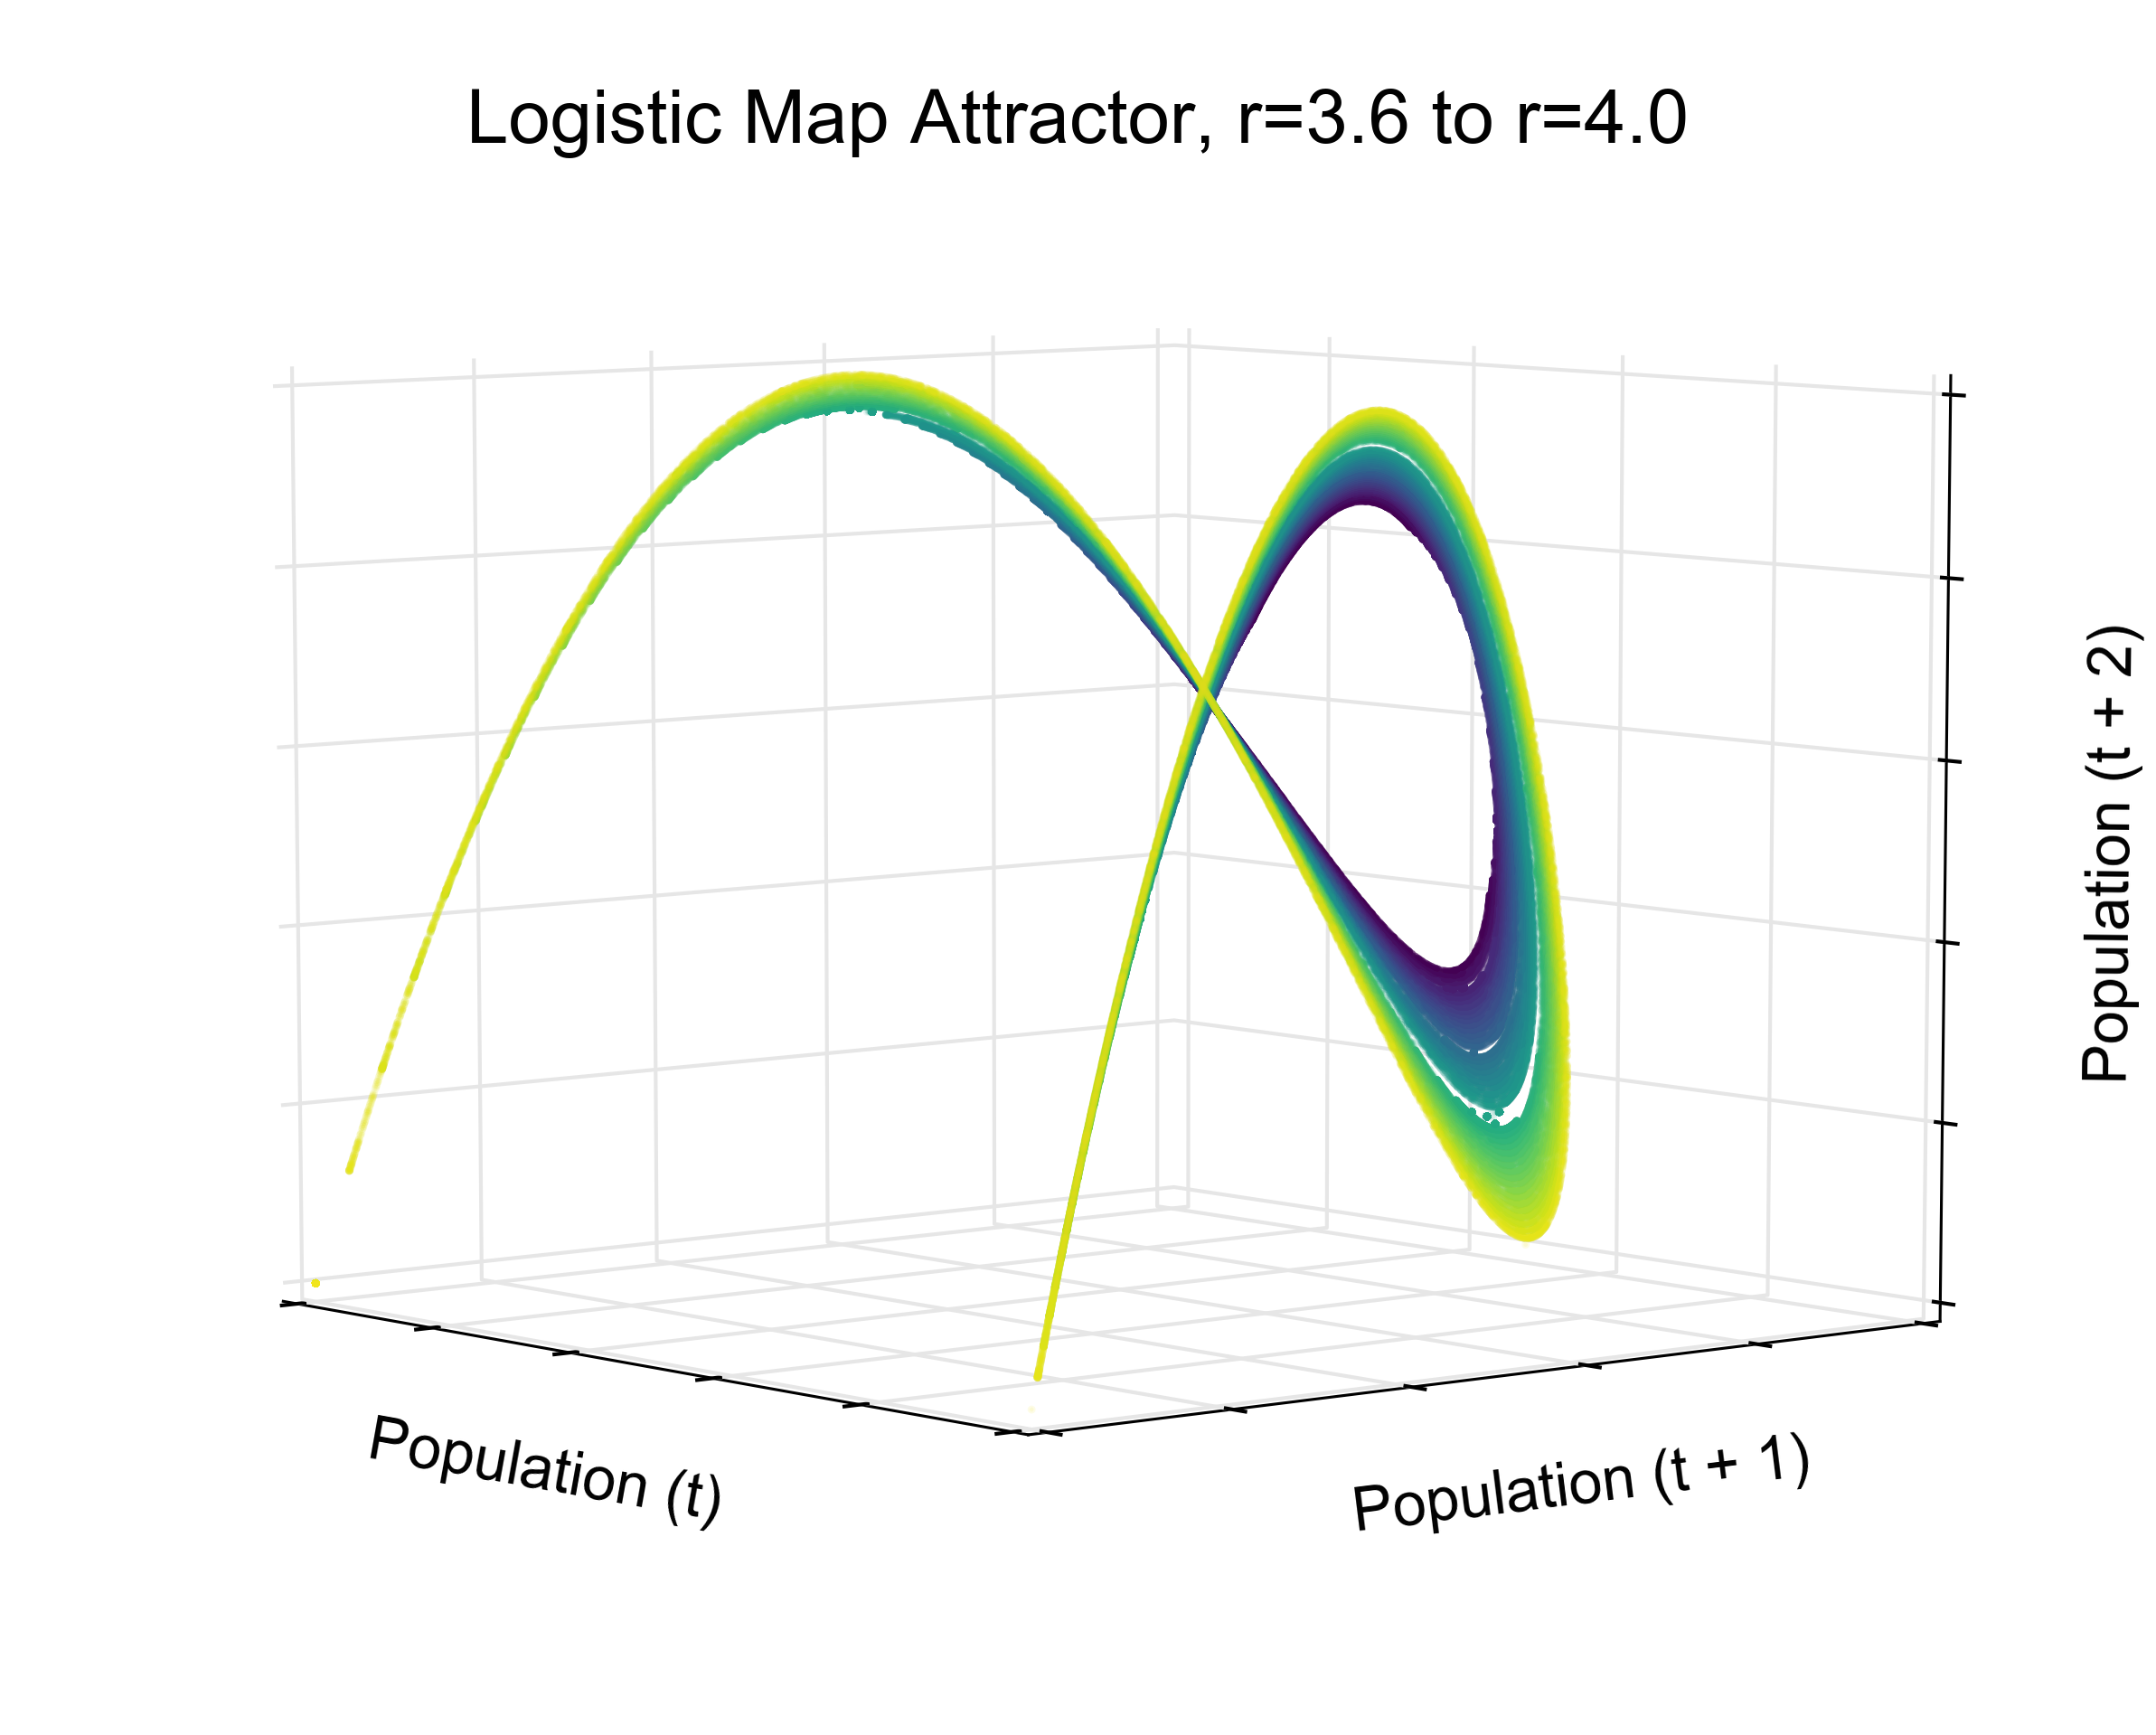 Logistic Map Attractor, r=3.6 to r=4.0
Population (t + 2)
Population (t)
Population (t + 1)